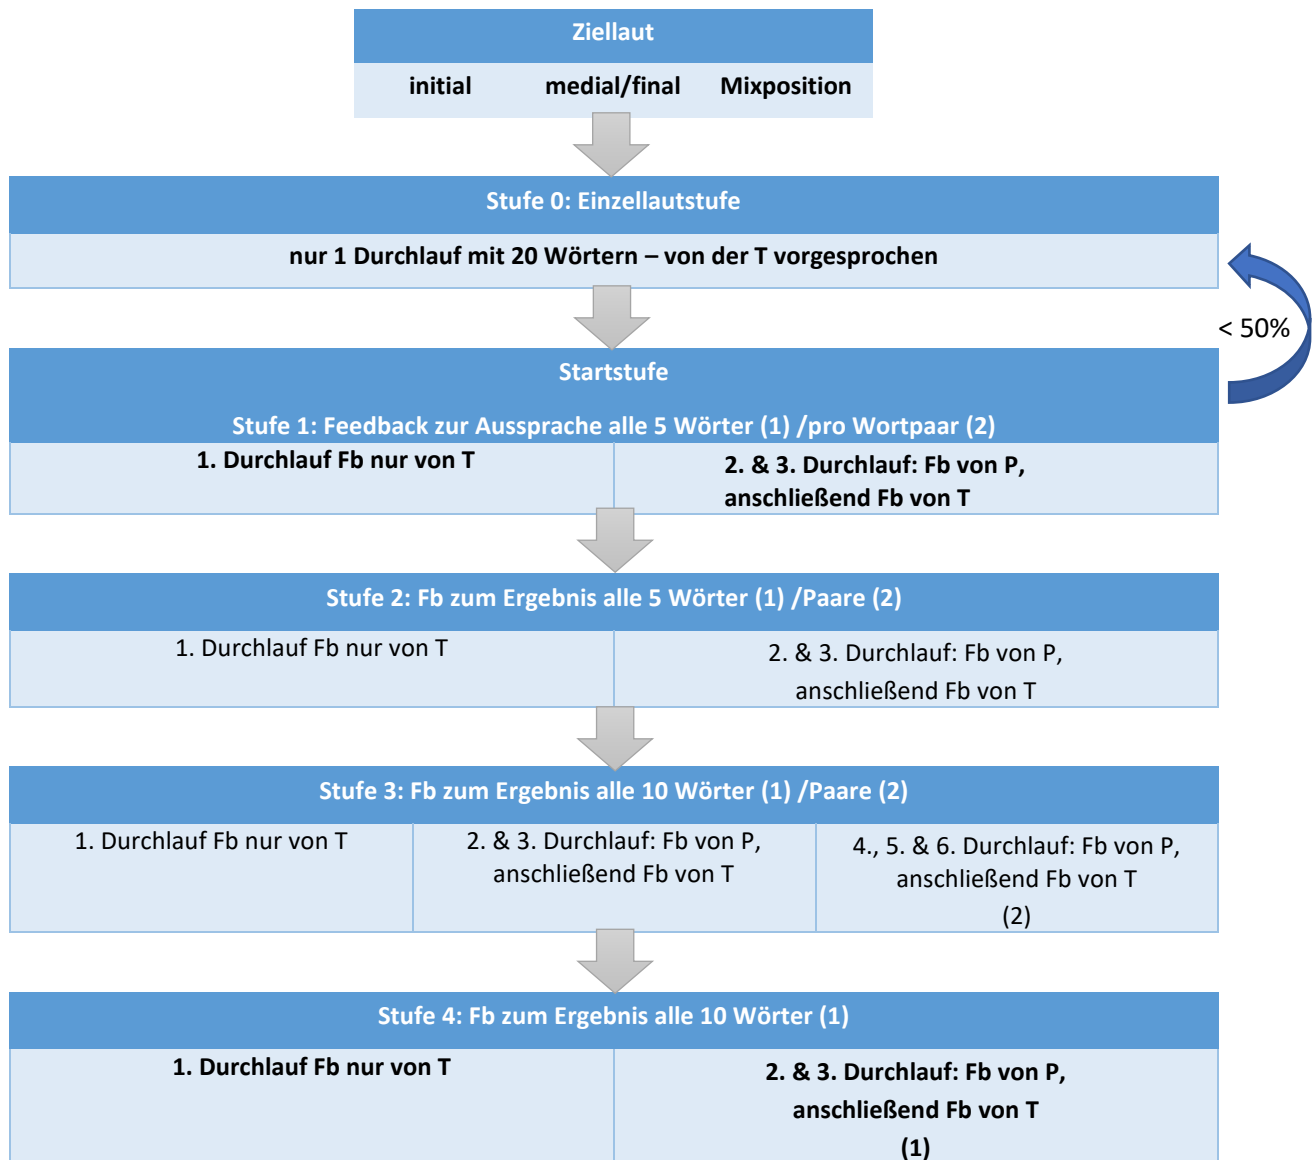 Ziellaut
initial medial/final Mixposition
Stufe 0: Einzellautstufe
nur 1 Durchlauf mit 20 Wörtern – von der T vorgesprochen
< 50%
Startstufe
Stufe 1: Feedback zur Aussprache alle 5 Wörter (1) /pro Wortpaar (2)
1. Durchlauf Fb nur von T
2. & 3. Durchlauf: Fb von P,
anschließend Fb von T
Stufe 2: Fb zum Ergebnis alle 5 Wörter (1) /Paare (2)
1. Durchlauf Fb nur von T
2. & 3. Durchlauf: Fb von P,
anschließend Fb von T
Stufe 3: Fb zum Ergebnis alle 10 Wörter (1) /Paare (2)
1. Durchlauf Fb nur von T
2. & 3. Durchlauf: Fb von P,
anschließend Fb von T
4., 5. & 6. Durchlauf: Fb von P,
anschließend Fb von T
(2)
Stufe 4: Fb zum Ergebnis alle 10 Wörter (1)
1. Durchlauf Fb nur von T
2. & 3. Durchlauf: Fb von P,
anschließend Fb von T
(1)